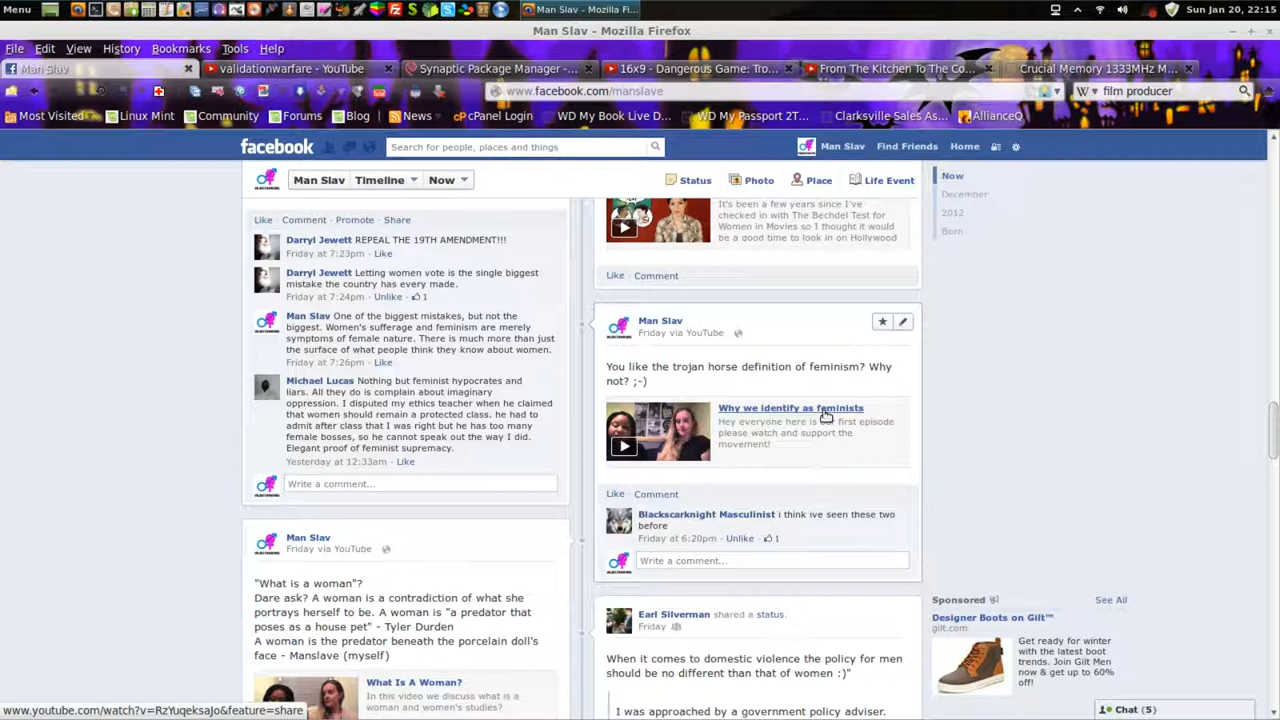 Menu
Man Slav - Mozilla Fi...
Sun Jan 20, 22:15
Man Slav - Mozilla Firefox
File Edit View History Bookmarks Tools Help
Man Slav
validationwarfare - YouTube
Synaptic Package Manager -...
16x9 - Dangerous Game: Tro...
From The Kitchen To The Co...
Crucial Memory 1333MHz M...
www.facebook.com/manslave
film producer
Most Visited
Linux Mint
Community
Forums
Blog
News
cPanel Login
WD My Book Live D...
WD My Passport 2T...
Clarksville Sales As...
AllianceQ
facebook
Search for people, places and things
Man Slav Find Friends Home
Man Slav Timeline Now
Status Photo Place Life Event
Now
December
2012
Born
Like Comment Promote Share
Darryl Jewett REPEAL THE 19TH AMENDMENT!!!
Friday at 7:23pm Like
Darryl Jewett Letting women vote is the single biggest
mistake the country has every made.
Friday at 7:24pm Unlike 1
Man Slav One of the biggest mistakes, but not the
biggest. Women's sufferage and feminism are merely
symptoms of female nature. There is much more than just
the surface of what people think they know about women.
Friday at 7:26pm Like
Michael Lucas Nothing but feminist hypocrites and
liars. All they do is complain about imaginary
oppression. I disputed my ethics teacher when he claimed
that women should remain a protected class. he had to
admit after class that I was right but he has too many
female bosses, so he cannot speak out the way I did.
Elegant proof of feminist supremacy.
Yesterday at 12:33am Like
Write a comment...
Man Slav
Friday via YouTube
"What is a woman"?
Dare ask? A woman is a contradiction of what she
portrays herself to be. A woman is "a predator that
poses as a house pet" - Tyler Durden
A woman is the predator beneath the porcelain doll's
face - Manslave (myself)
What Is A Woman?
In this video we discuss what is a
woman and women's studies?
It's been a few years since I've
checked in with The Bechdel Test for
Women in Movies so I thought it would
be a good time to look in on Hollywood
Like Comment
Man Slav
Friday via YouTube
You like the trojan horse definition of feminism? Why
not? ;-)
Why we identify as feminists
Hey everyone here is our first episode
please watch and support the
movement!
Like Comment
Blackscarknight Masculinist i think ive seen these two
before
Friday at 6:20pm Unlike 1
Write a comment...
Earl Silverman shared a status.
Friday
When it comes to domestic violence the policy for men
should be no different than that of women :)"
I was approached by a government policy adviser.
Sponsored See All
Designer Boots on Gilt™
gilt.com
Get ready for winter
with the latest boot
trends. Join Gilt Men
now & get up to 60%
off!
Chat (5)
www.youtube.com/watch?v=RzYuqeksaJo&feature=share